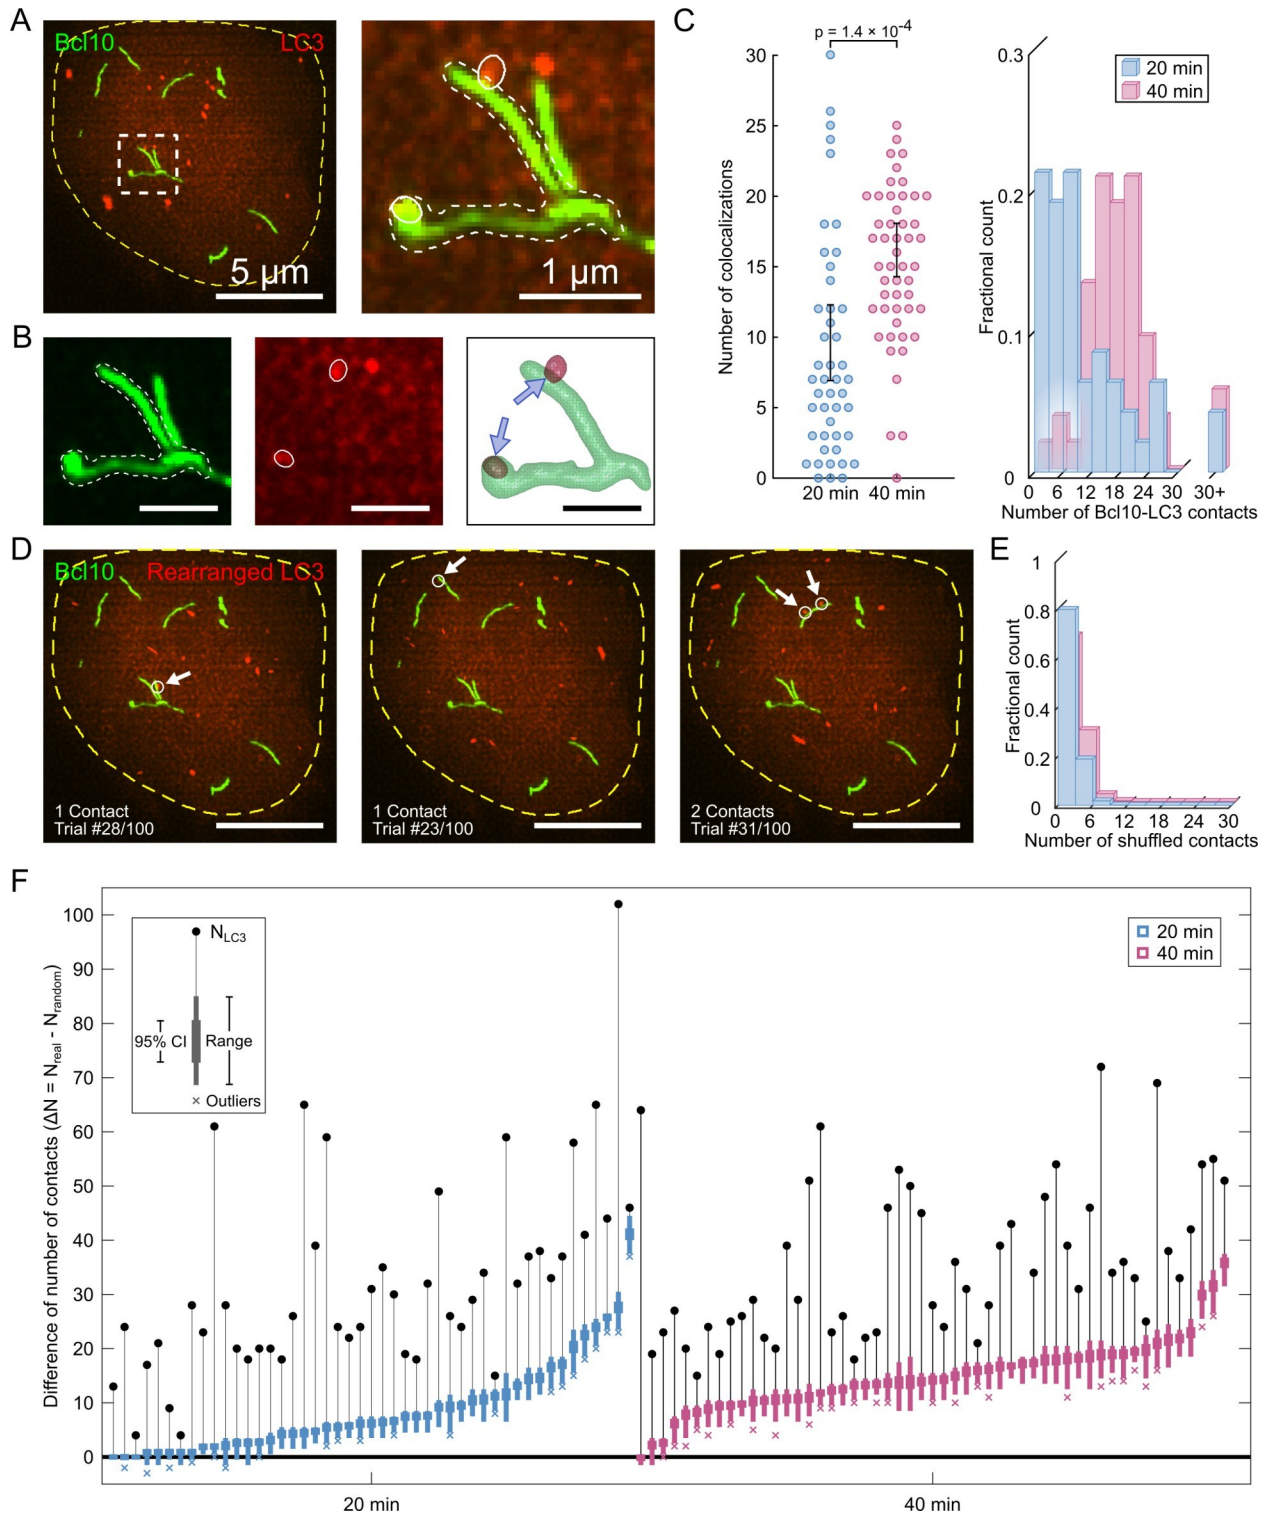 A
Bcl10 LC3
5 µm
1 µm
B
C
p = 1.4 × 10-4
Number of colocalizations
30
25
20
15
10
5
0
20 min 40 min
Fractional count
0.3
0.2
0.1
0
20 min
40 min
0 6 12 18 24 30 30+
Number of Bcl10-LC3 contacts
D
Bcl10 Rearranged LC3
1 Contact
Trial #28/100
1 Contact
Trial #23/100
2 Contacts
Trial #31/100
E
Fractional count
1
0.8
0.6
0.4
0.2
0
0 6 12 18 24 30
Number of shuffled contacts
F
Difference of number of contacts (ΔN = Nreal - Nrandom)
100
90
80
70
60
50
40
30
20
10
0
NLC3
95% CI Range
× Outliers
20 min
40 min
20 min 40 min